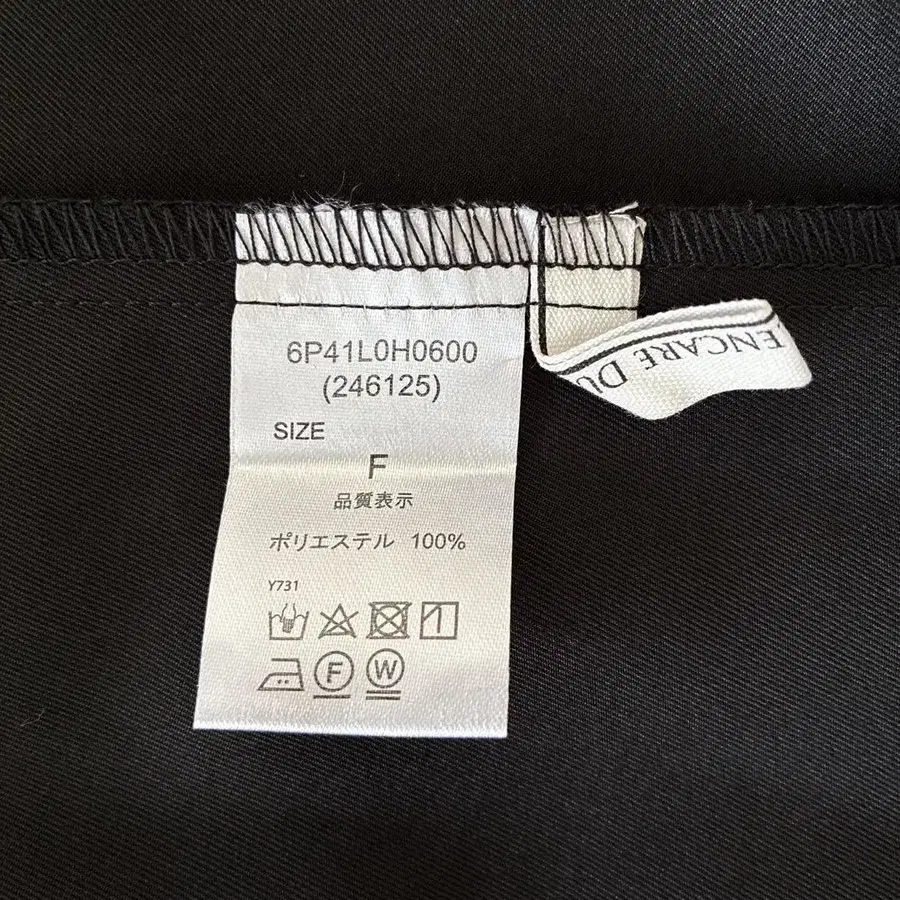 6P41L0H0600
(246125)
SIZE
F
品質表示
ポリエステル 100%
Y731
F W
ENCARE DU